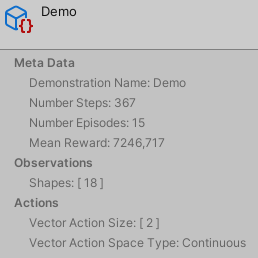 Demo
Meta Data
Demonstration Name: Demo
Number Steps: 367
Number Episodes: 15
Mean Reward: 7246,717
Observations
Shapes: [ 18 ]
Actions
Vector Action Size: [ 2 ]
Vector Action Space Type: Continuous